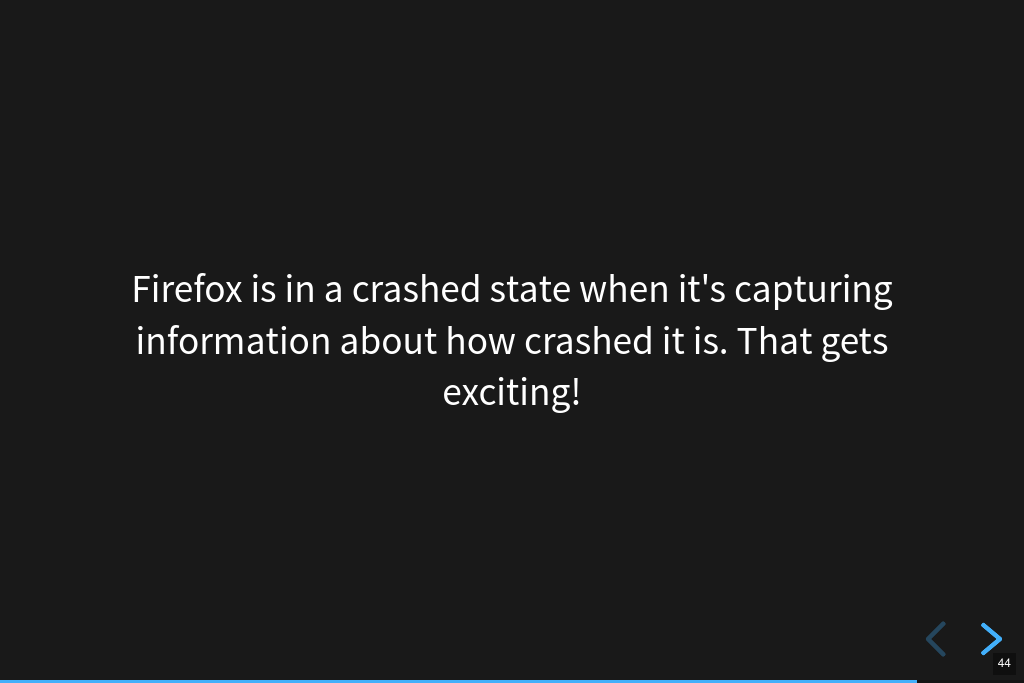 Firefox is in a crashed state when it's capturing
information about how crashed it is. That gets
exciting!
44